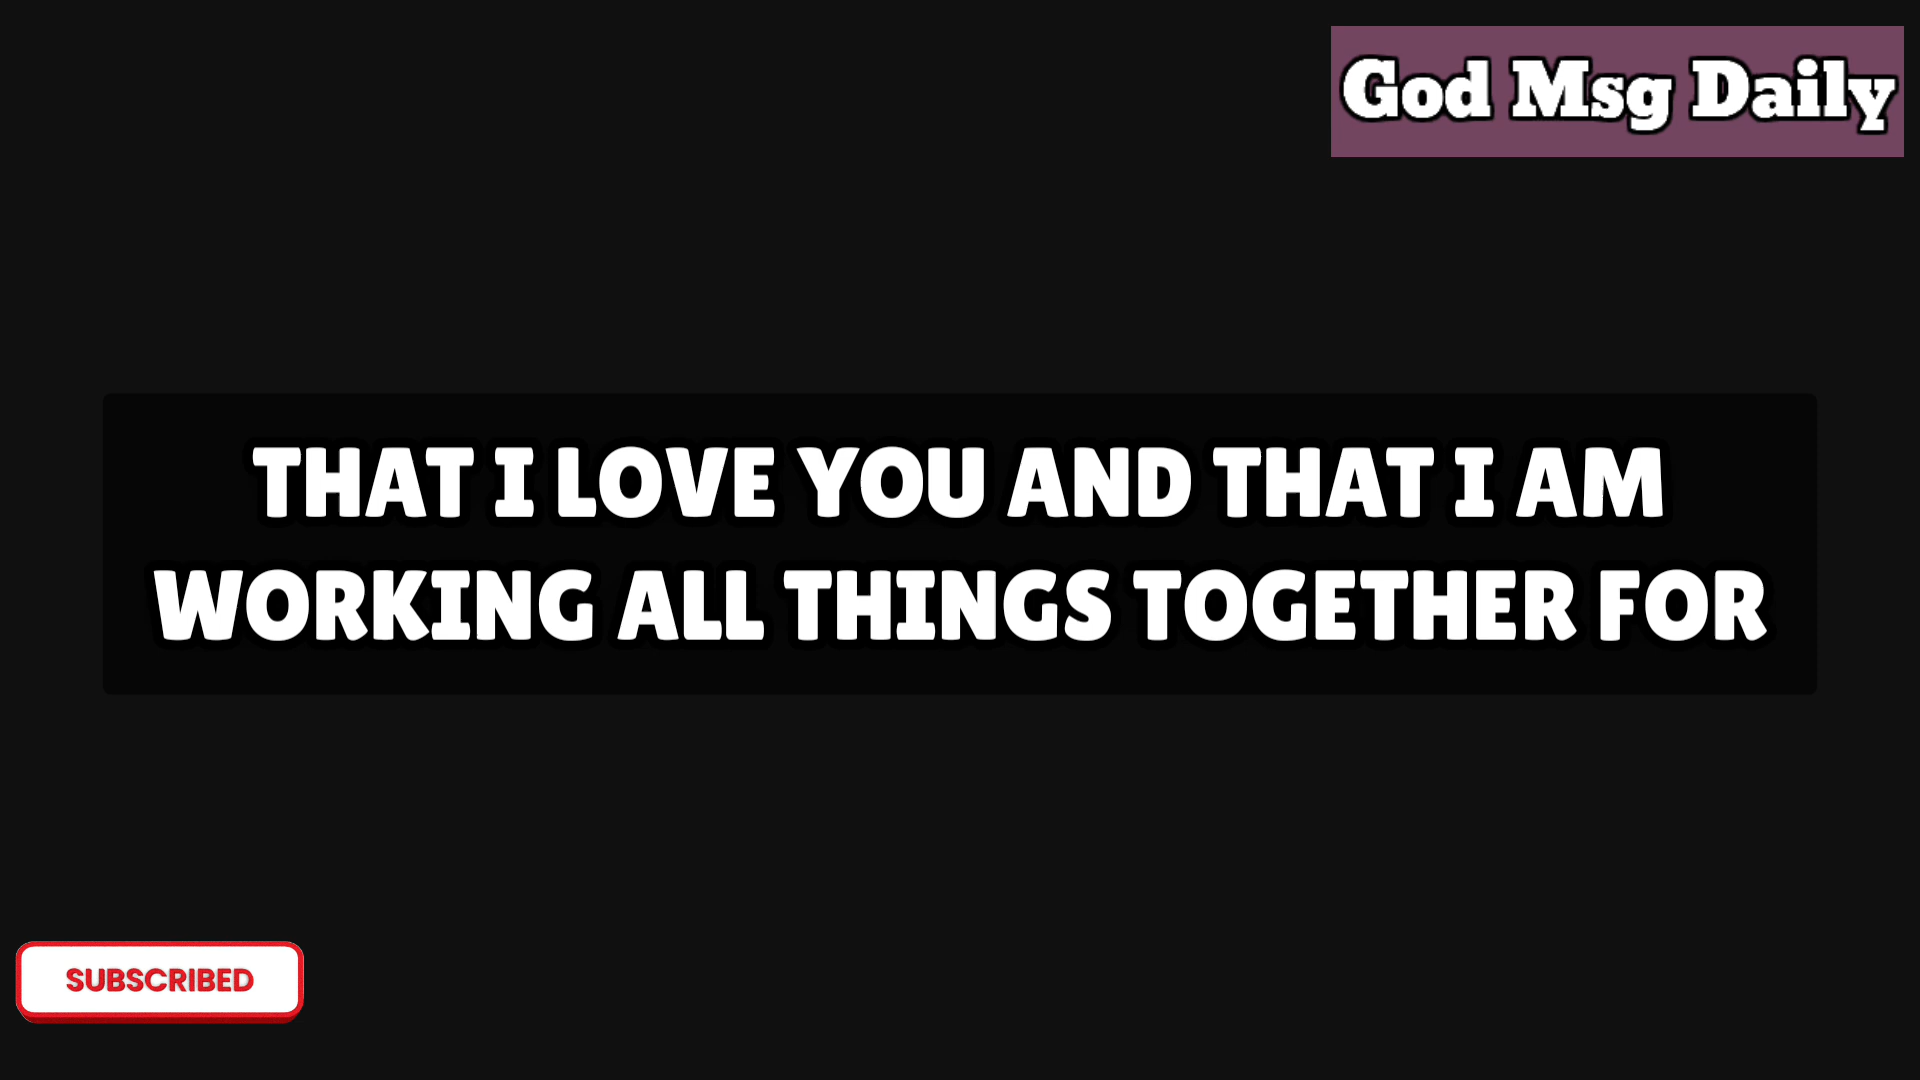 God Msg Daily
THAT I LOVE YOU AND THAT I AM
WORKING ALL THINGS TOGETHER FOR
SUBSCRIBED